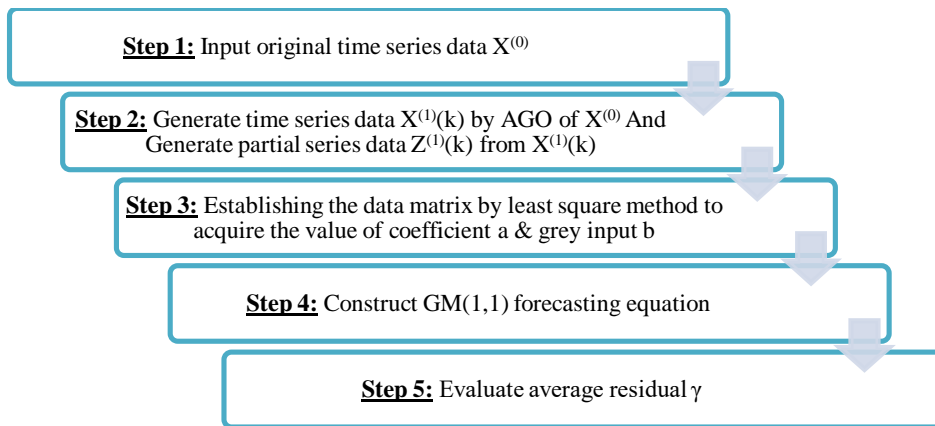 Step 1: Input original time series data X⁽⁰⁾
Step 2: Generate time series data X⁽¹⁾(k) by AGO of X⁽⁰⁾ And
Generate partial series data Z⁽¹⁾(k) from X⁽¹⁾(k)
Step 3: Establishing the data matrix by least square method to
acquire the value of coefficient a & grey input b
Step 4: Construct GM(1,1) forecasting equation
Step 5: Evaluate average residual γ